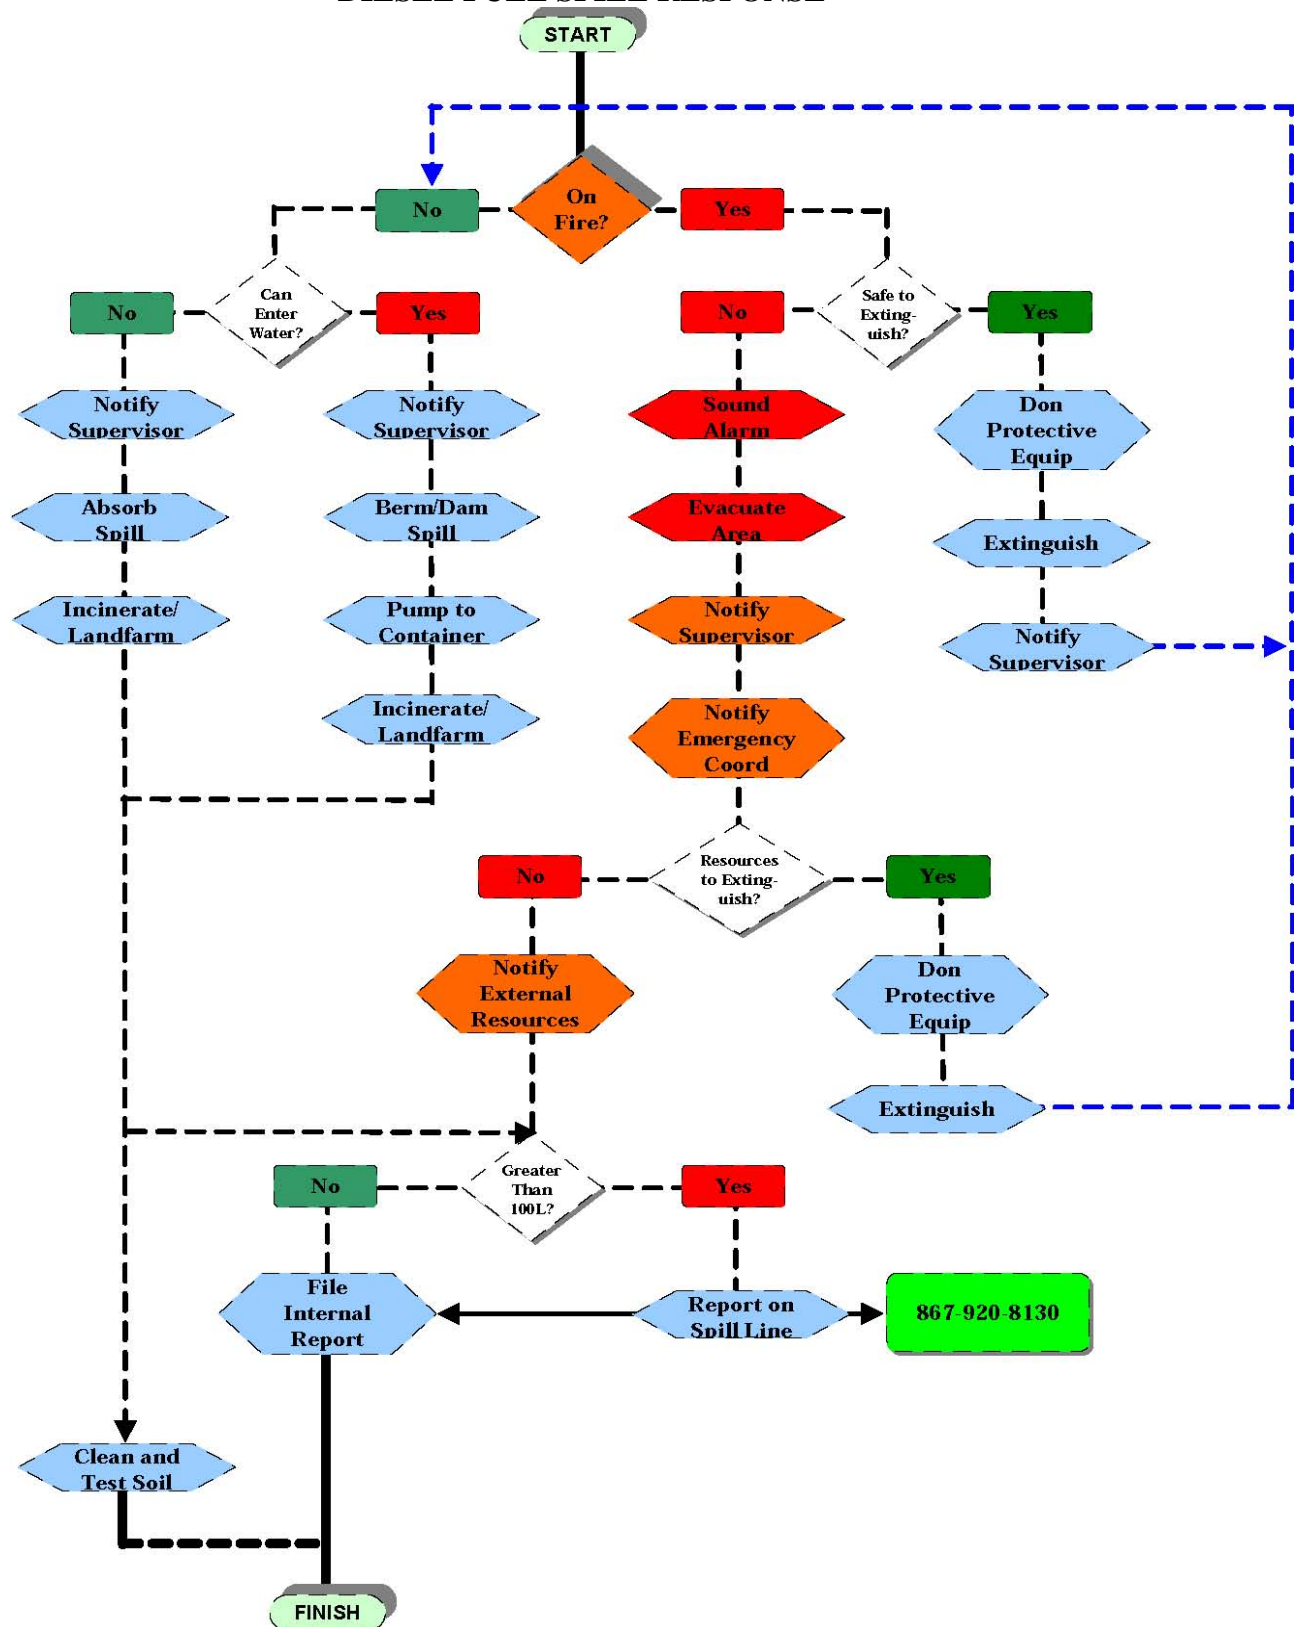 DIESEL FUEL SPILL RESPONSE
START
On
Fire?
No
Yes
Can
Enter
Water?
No
Yes
Safe to
Exting-
uish?
No
Yes
Notify
Supervisor
Notify
Supervisor
Sound
Alarm
Don
Protective
Equip
Absorb
Spill
Berm/Dam
Spill
Evacuate
Area
Extinguish
Incinerate/
Landfarm
Pump to
Container
Notify
Supervisor
Notify
Supervisor
Incinerate/
Landfarm
Notify
Emergency
Coord
Resources
to Exting-
uish?
No
Yes
Notify
External
Resources
Don
Protective
Equip
Extinguish
Greater
Than
100L?
No
Yes
File
Internal
Report
Report on
Spill Line
867-920-8130
Clean and
Test Soil
FINISH